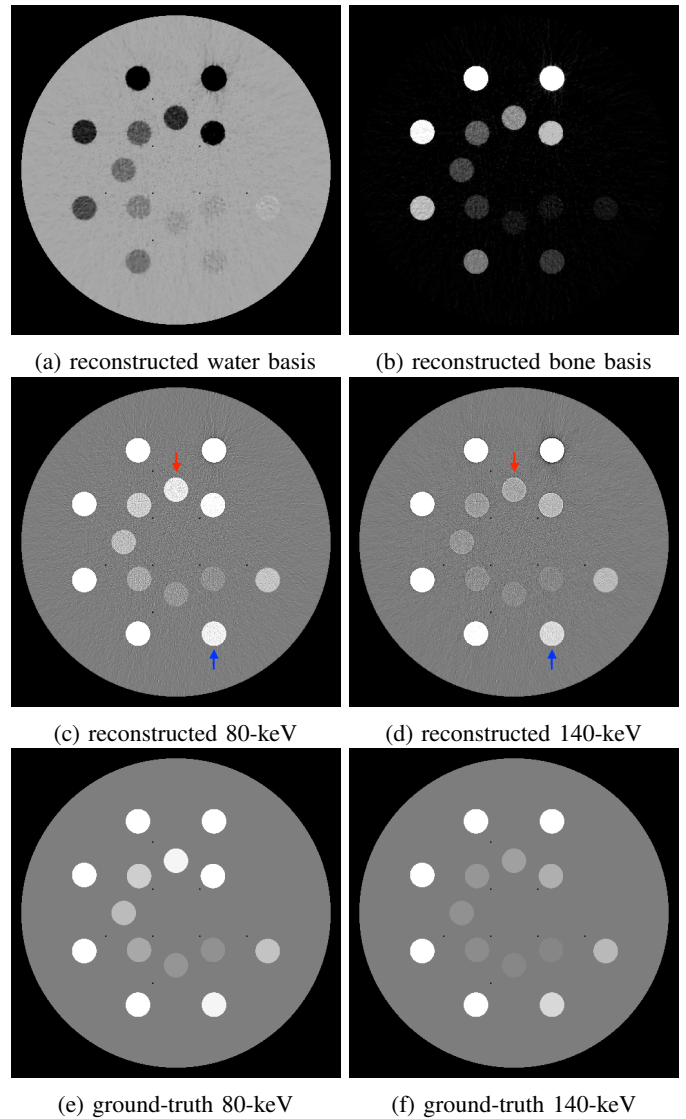 (a) reconstructed water basis
(b) reconstructed bone basis
(c) reconstructed 80-keV
(d) reconstructed 140-keV
(e) ground-truth 80-keV
(f) ground-truth 140-keV